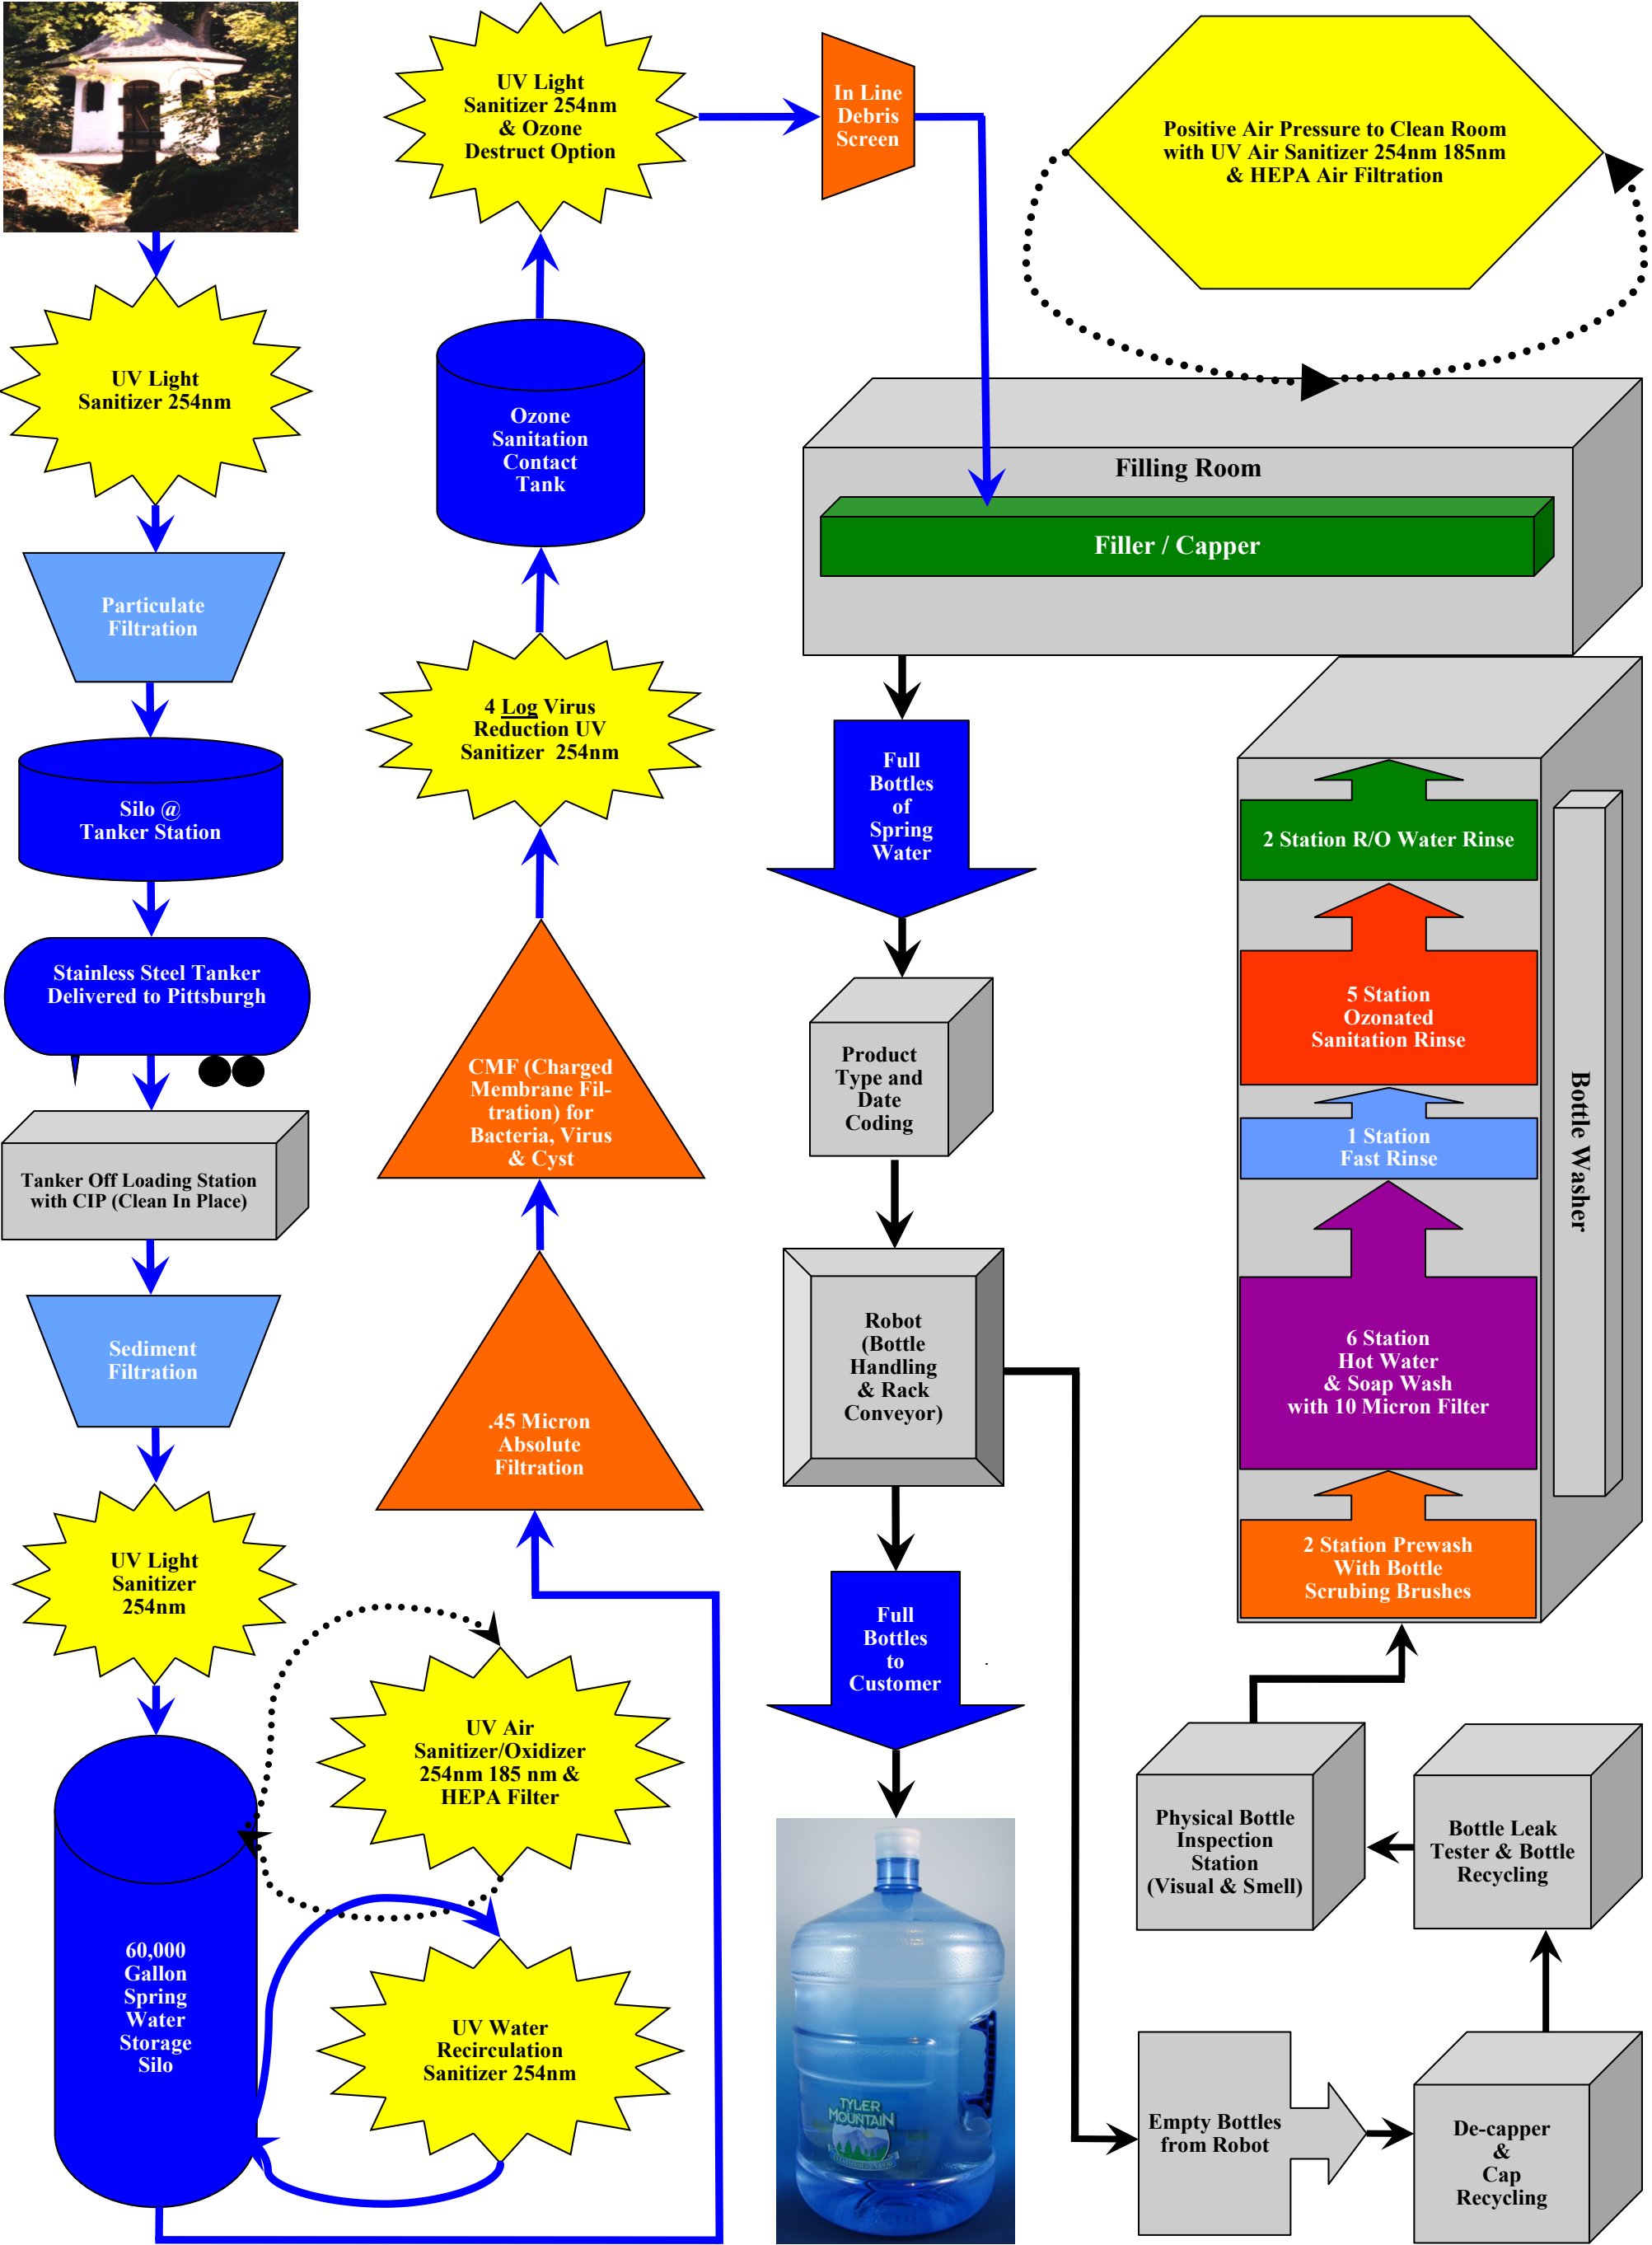 UV Light
Sanitizer 254nm
Particulate
Filtration
Silo @
Tanker Station
Stainless Steel Tanker
Delivered to Pittsburgh
Tanker Off Loading Station
with CIP (Clean In Place)
Sediment
Filtration
UV Light
Sanitizer
254nm
60,000
Gallon
Spring
Water
Storage
Silo
UV Air
Sanitizer/Oxidizer
254nm 185 nm &
HEPA Filter
UV Water
Recirculation
Sanitizer 254nm
.45 Micron
Absolute
Filtration
CMF (Charged
Membrane Fil-
tration) for
Bacteria, Virus
& Cyst
4 Log Virus
Reduction UV
Sanitizer 254nm
Ozone
Sanitation
Contact
Tank
UV Light
Sanitizer 254nm
& Ozone
Destruct Option
In Line
Debris
Screen
Positive Air Pressure to Clean Room
with UV Air Sanitizer 254nm 185nm
& HEPA Air Filtration
Filling Room
Filler / Capper
Full
Bottles
of
Spring
Water
Product
Type and
Date
Coding
Robot
(Bottle
Handling
& Rack
Conveyor)
Full
Bottles
to
Customer
TYLER
MOUNTAIN
Empty Bottles
from Robot
De-capper
&
Cap
Recycling
Bottle Leak
Tester & Bottle
Recycling
Physical Bottle
Inspection
Station
(Visual & Smell)
2 Station Prewash
With Bottle
Scrubing Brushes
6 Station
Hot Water
& Soap Wash
with 10 Micron Filter
1 Station
Fast Rinse
5 Station
Ozonated
Sanitation Rinse
2 Station R/O Water Rinse
Bottle Washer